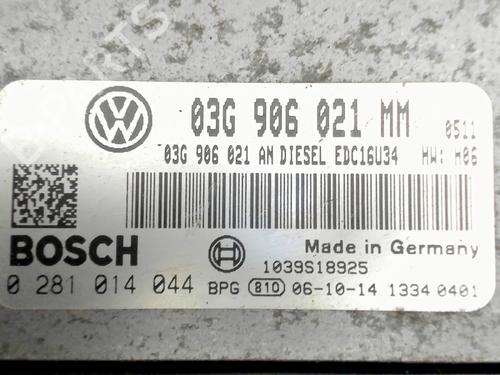 03G 906 021 MM 0511
03G 906 021 AN DIESEL EDC16U34 HW: H06
BOSCH
Made in Germany
1039S18925
0 281 014 044 BPG 810 06-10-14 1334 0401